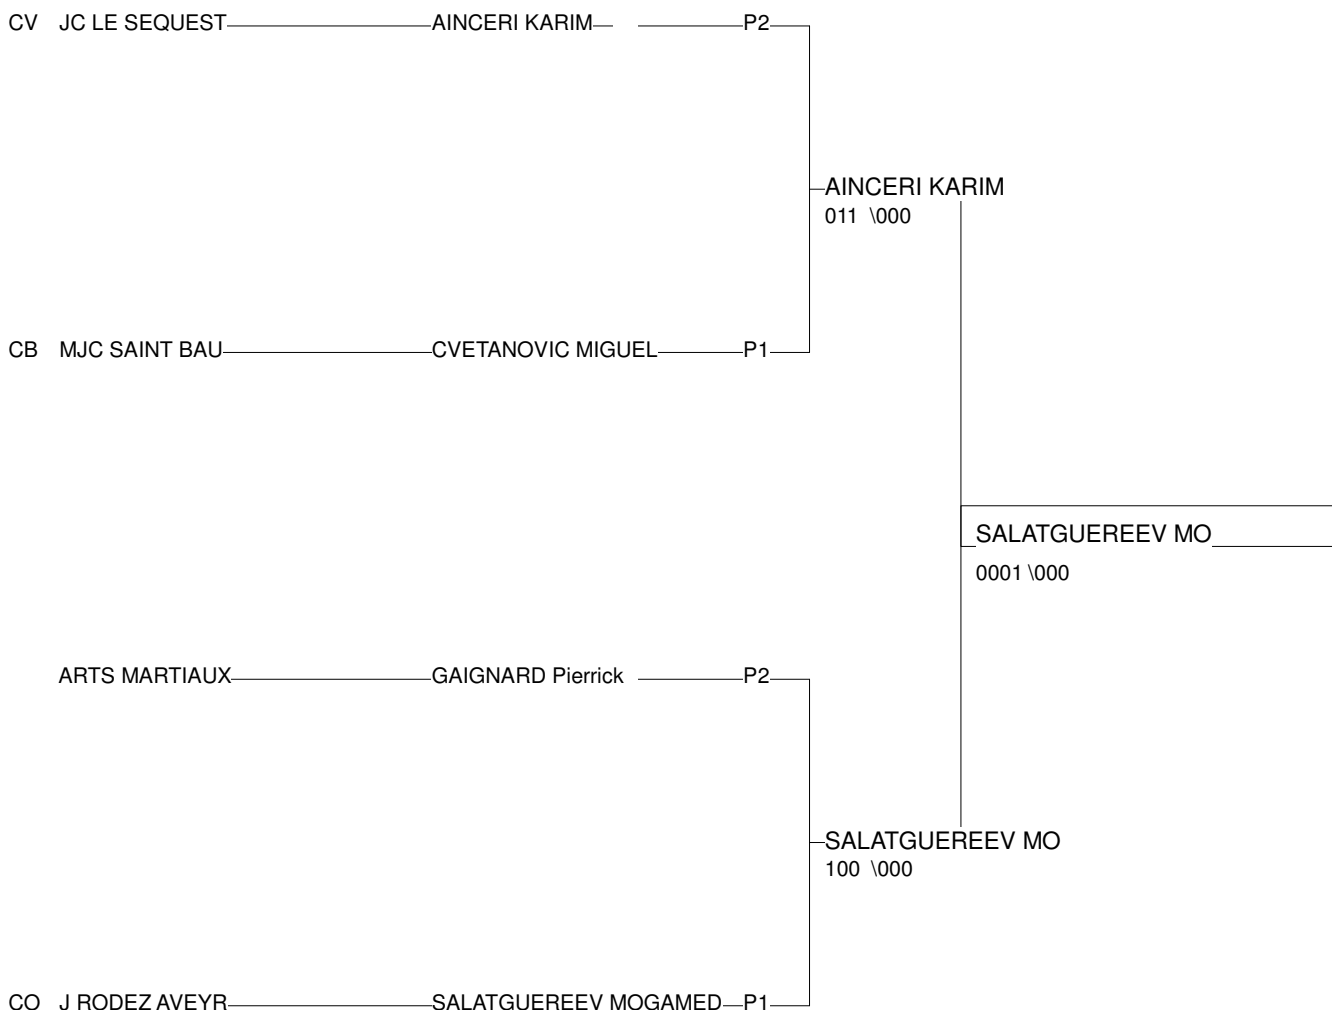 CV JC LE SEQUEST AINCERI KARIM P2
AINCERI KARIM
011 \000
CB MJC SAINT BAU CVETANOVIC MIGUEL P1
SALATGUEREEV MO
0001 \000
ARTS MARTIAUX GAIGNARD Pierrick P2
SALATGUEREEV MO
100 \000
CO J RODEZ AVEYR SALATGUEREEV MOGAMED P1